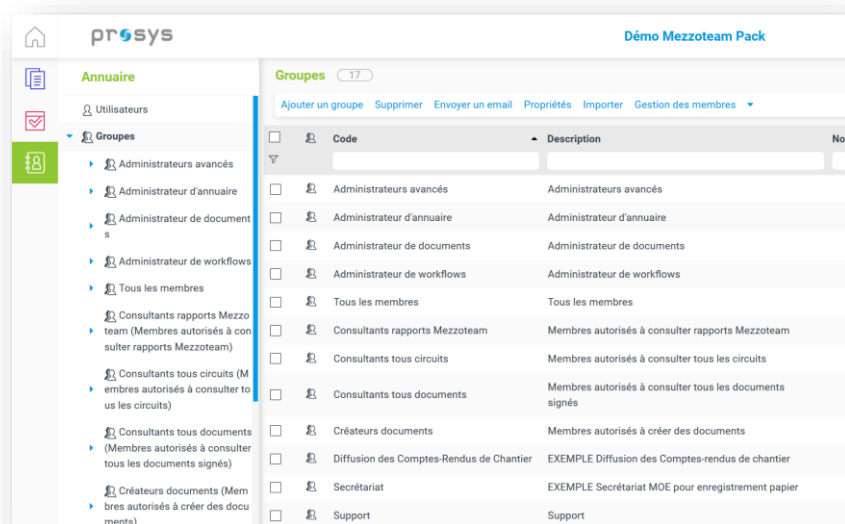 prosys
Démo Mezzoteam Pack
Annuaire
Utilisateurs
Groupes
Administrateurs avancés
Administrateur d'annuaire
Administrateur de document
s
Administrateur de workflows
Tous les membres
Consultants rapports Mezzo
team (Membres autorisés à con
sulter rapports Mezzoteam)
Consultants tous circuits (M
embres autorisés à consulter to
us les circuits)
Consultants tous documents
(Membres autorisés à consulter
tous les documents signés)
Créateurs documents (Mem
bres autorisés à créer des docu
ments)
Groupes 17
Ajouter un groupe Supprimer Envoyer un email Propriétés Importer Gestion des membres
Code Description No
Administrateurs avancés Administrateurs avancés
Administrateur d'annuaire Administrateur d'annuaire
Administrateur de documents Administrateur de documents
Administrateur de workflows Administrateur de workflows
Tous les membres Tous les membres
Consultants rapports Mezzoteam Membres autorisés à consulter rapports Mezzoteam
Consultants tous circuits Membres autorisés à consulter tous les circuits
Consultants tous documents Membres autorisés à consulter tous les documents
signés
Créateurs documents Membres autorisés à créer des documents
Diffusion des Comptes-Rendus de Chantier EXEMPLE Diffusion des Comptes-rendus de chantier
Secrétariat EXEMPLE Secrétariat MOE pour enregistrement papier
Support Support